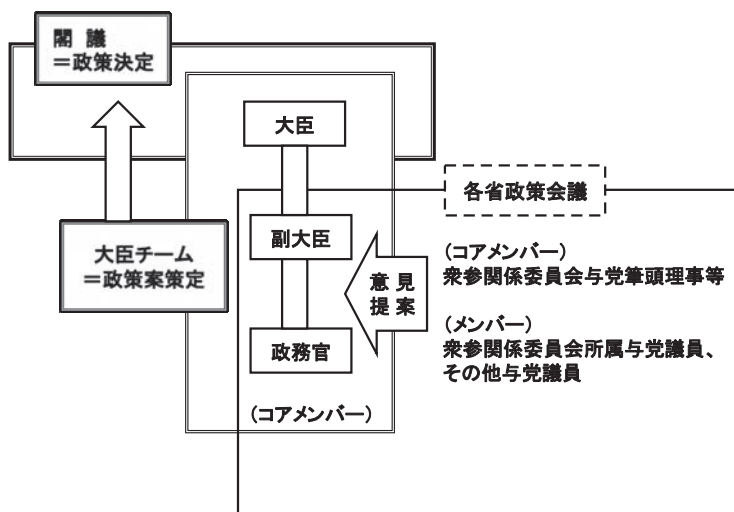 閣 議
＝政策決定
大臣
各省政策会議
大臣チーム
＝政策案策定
副大臣
意 見
提 案
政務官
（コアメンバー）
（コアメンバー）
衆参関係委員会与党筆頭理事等
（メンバー）
衆参関係委員会所属与党議員、
その他与党議員